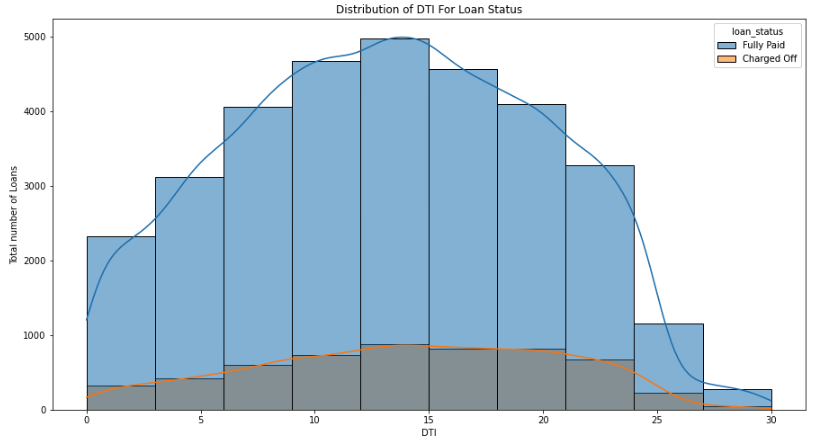 Distribution of DTI For Loan Status
loan_status
Fully Paid
Charged Off
Total number of Loans
5000
4000
3000
2000
1000
0
0 5 10 15 20 25 30
DTI